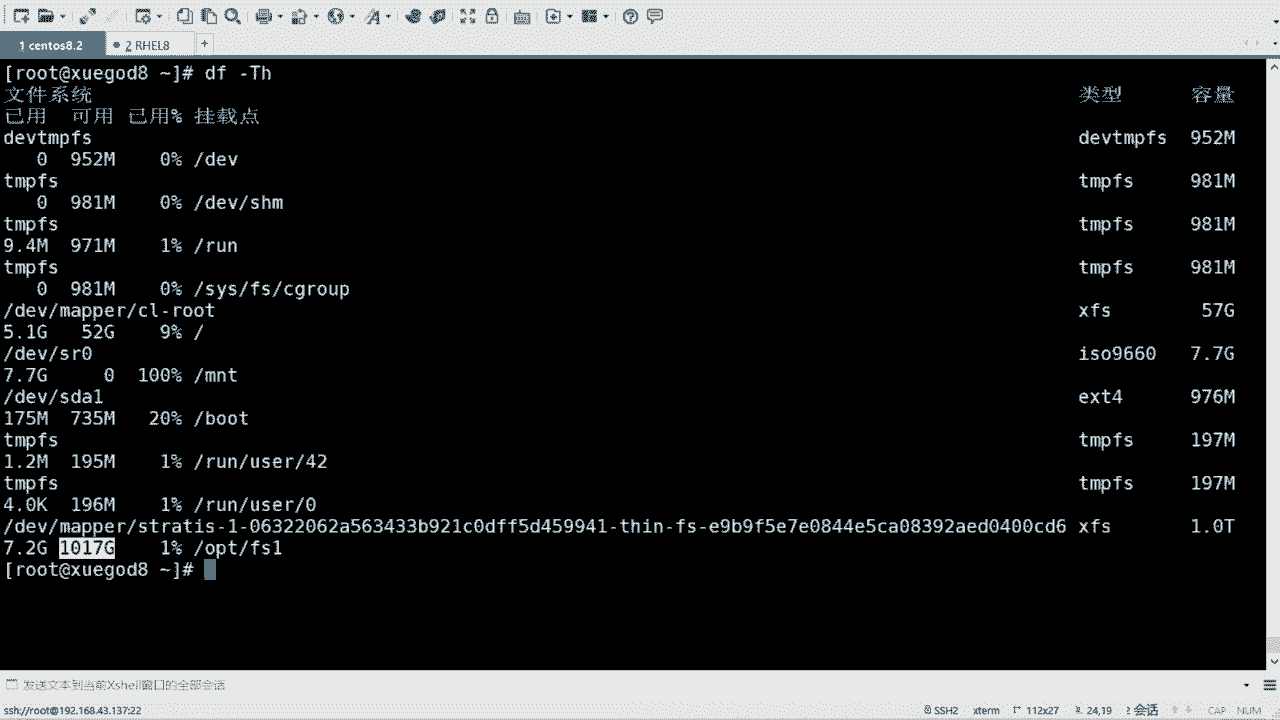 1 centos8.2
2 RHEL8
+
[root@xuegod8 ~]# df -Th
文件系统 类型 容量
已用 可用 已用% 挂载点
devtmpfs devtmpfs 952M
0 952M 0% /dev
tmpfs tmpfs 981M
0 981M 0% /dev/shm
tmpfs tmpfs 981M
9.4M 971M 1% /run
tmpfs tmpfs 981M
0 981M 0% /sys/fs/cgroup
/dev/mapper/cl-root xfs 57G
5.1G 52G 9% /
/dev/sr0 iso9660 7.7G
7.7G 0 100% /mnt
/dev/sda1 ext4 976M
175M 735M 20% /boot
tmpfs tmpfs 197M
1.2M 195M 1% /run/user/42
tmpfs tmpfs 197M
4.0K 196M 1% /run/user/0
/dev/mapper/stratis-1-06322062a563433b921c0dff5d459941-thin-fs-e9b9f5e7e0844e5ca08392aed0400cd6 xfs 1.0T
7.2G 1017G 1% /opt/fs1
[root@xuegod8 ~]#
发送文本到当前Xshell窗口的全部会话
ssh://root@192.168.43.137:22 SSH2 xterm 112x27 24,19 2 会话 CAP NUM